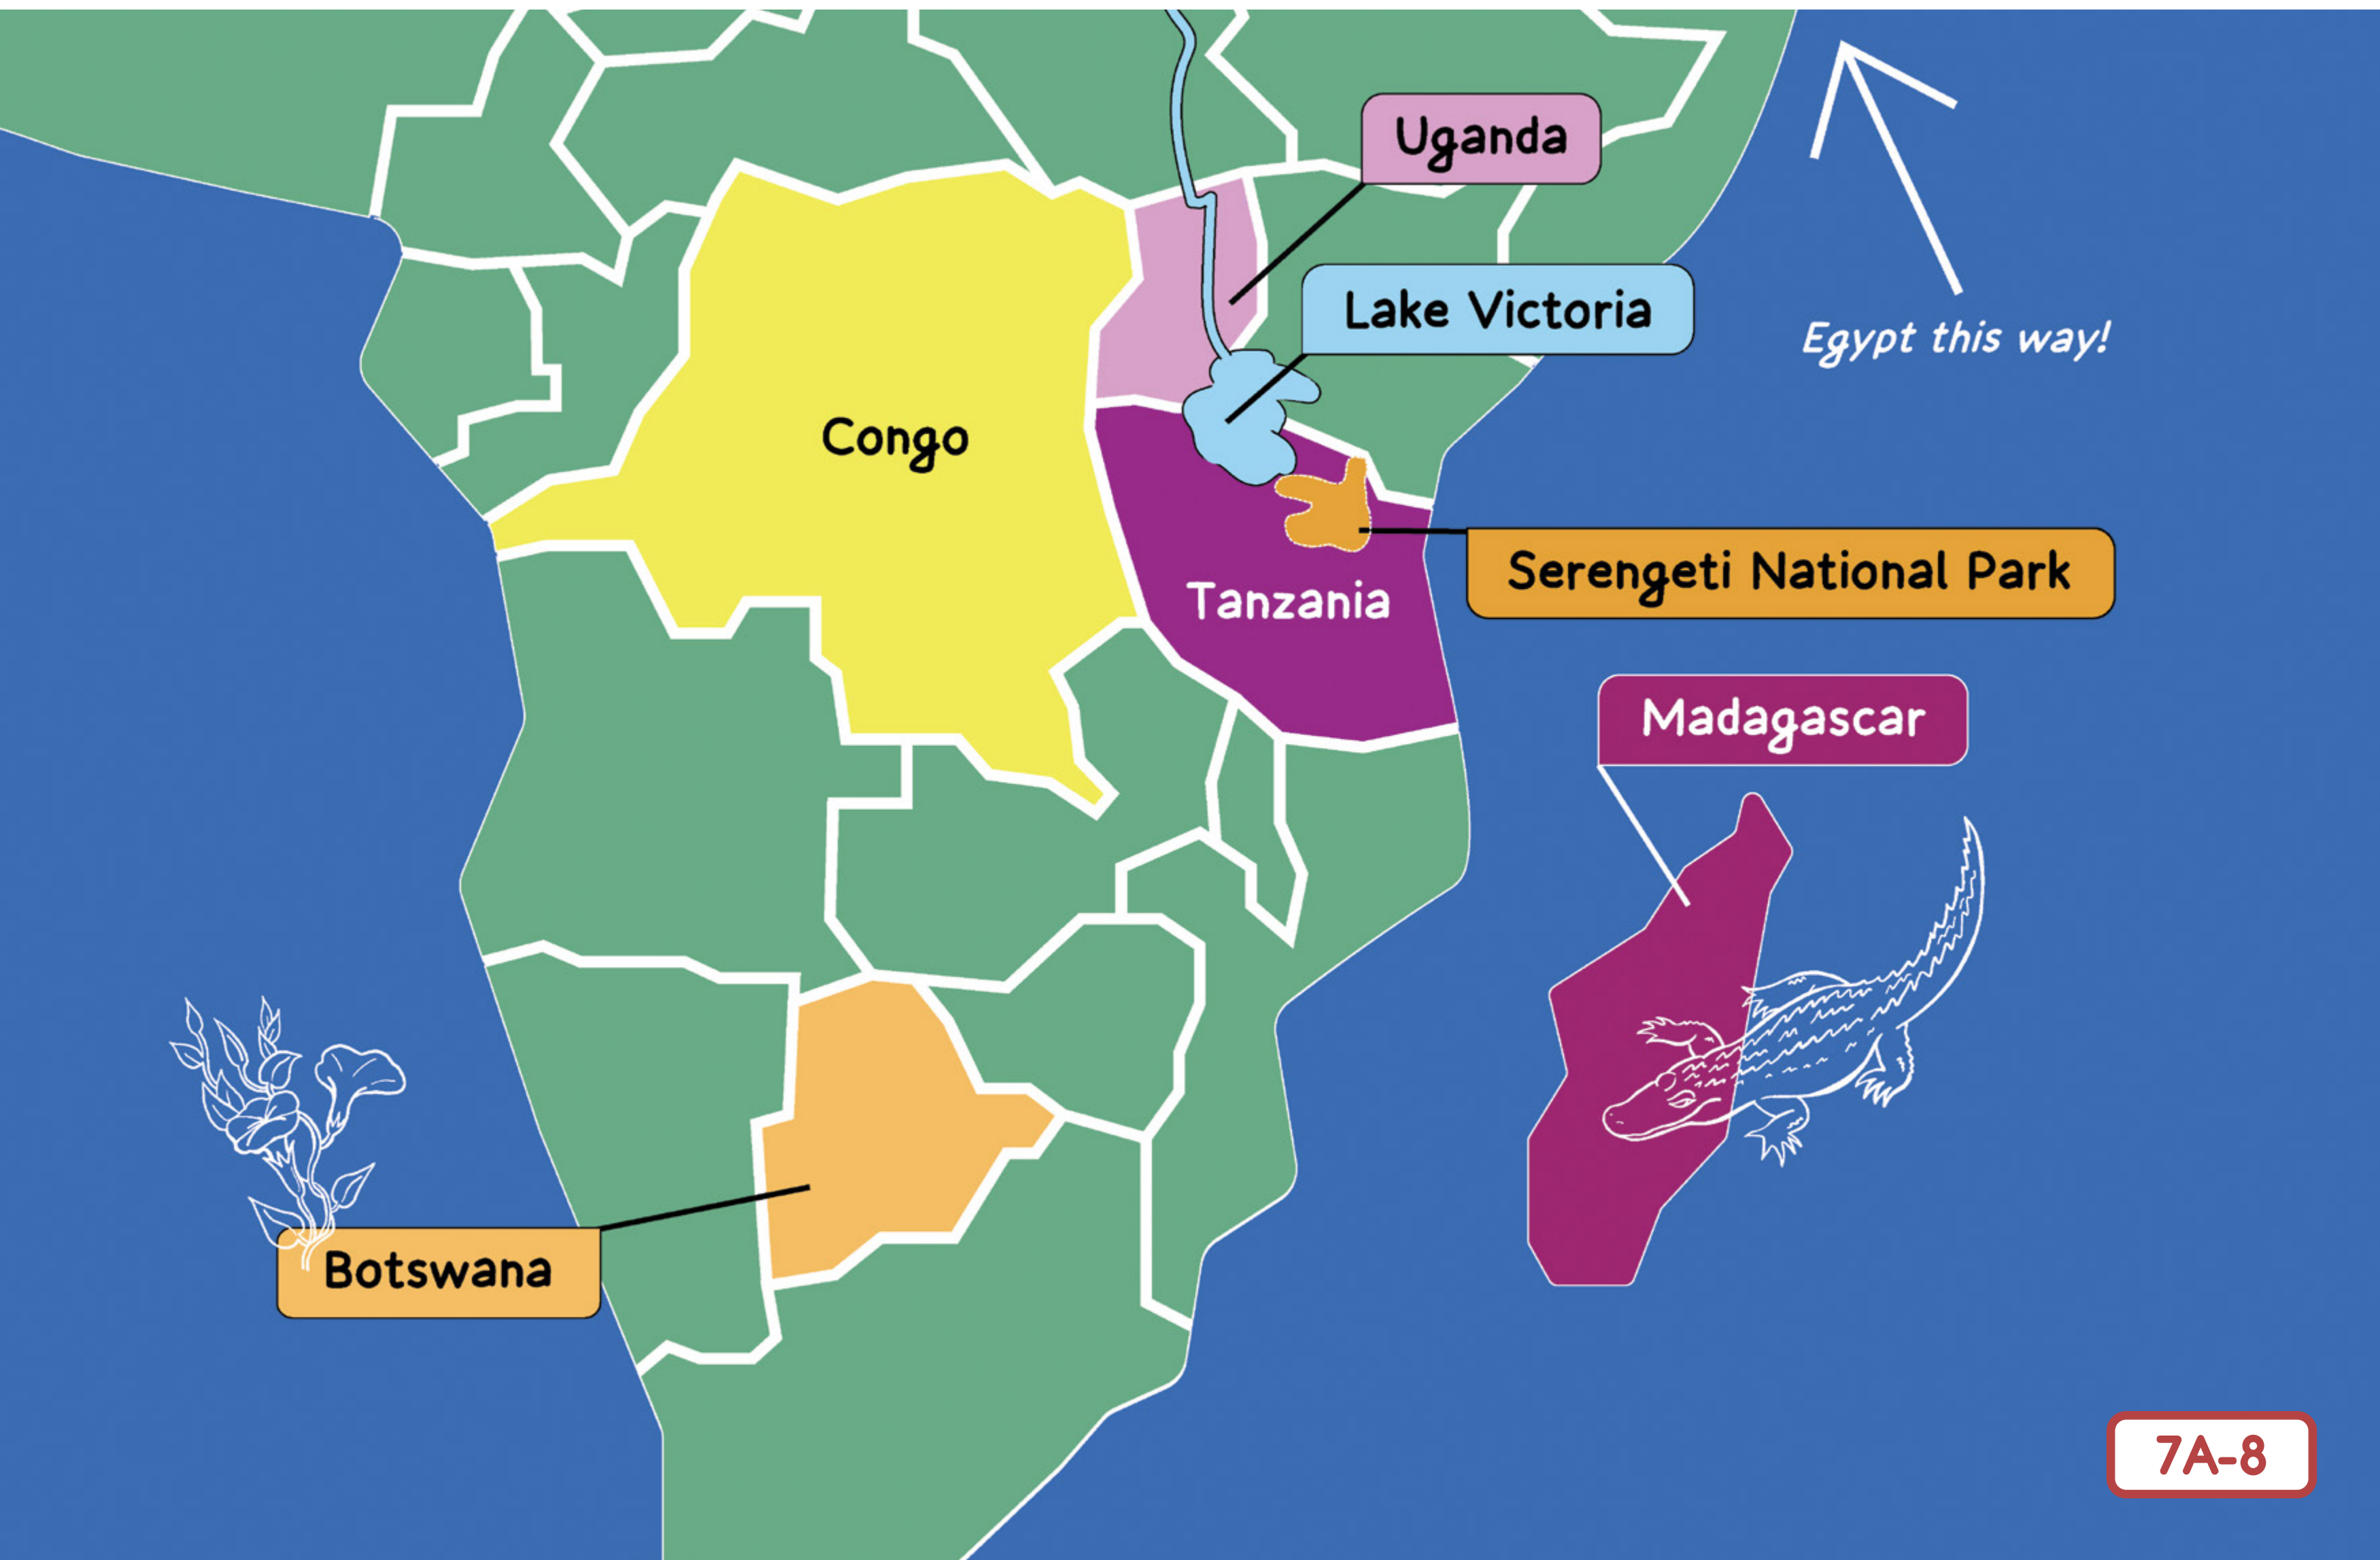 Uganda
Lake Victoria
Egypt this way!
Congo
Serengeti National Park
Tanzania
Madagascar
Botswana
7A-8